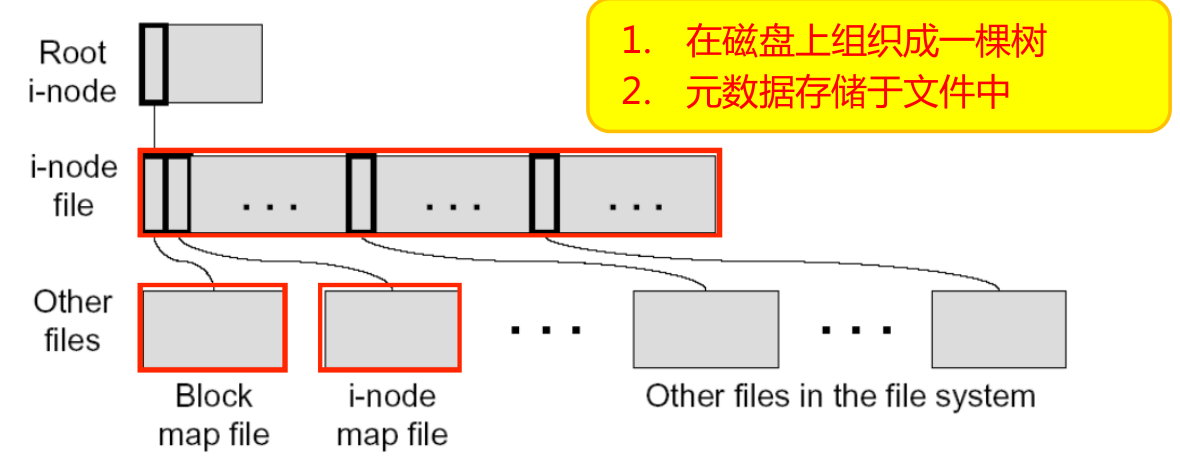 Root
i-node
1. 在磁盘上组织成一棵树
2. 元数据存储于文件中
i-node
file
. . .
. . .
. . .
Other
files
. . .
. . .
Block
map file
i-node
map file
Other files in the file system